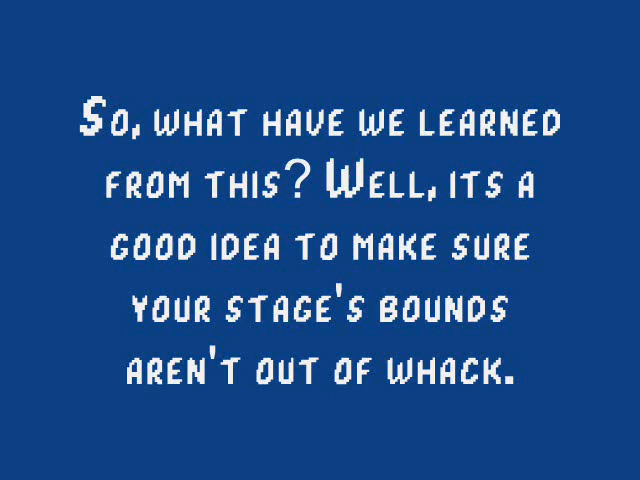 So, what have we learned
from this? Well, its a
good idea to make sure
your stage's bounds
aren't out of whack.